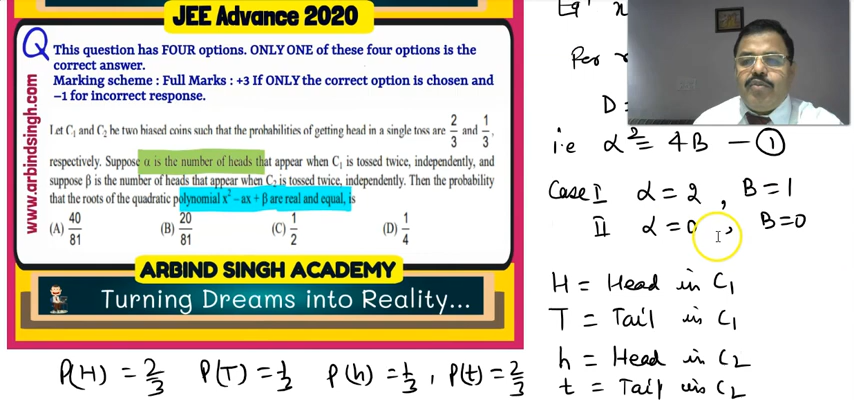 JEE Advance 2020
Q This question has FOUR options. ONLY ONE of these four options is the
correct answer.
Marking scheme : Full Marks : +3 If ONLY the correct option is chosen and
–1 for incorrect response.
Let C₁ and C₂ be two biased coins such that the probabilities of getting head in a single toss are 2/3 and 1/3,
respectively. Suppose α is the number of heads that appear when C₁ is tossed twice, independently, and
suppose β is the number of heads that appear when C₂ is tossed twice, independently. Then the probability
that the roots of the quadratic polynomial x² – αx + β are real and equal, is
(A) 40/81 (B) 20/81 (C) 1/2 (D) 1/4
www.arbindsingh.com
ARBIND SINGH ACADEMY
Turning Dreams into Reality...
P(H) = 2/3 P(T) = 1/3 P(h) = 1/3, P(t) = 2/3
D =
i.e α² = 4β – ①
Case I α = 2, β = 1
II α = 0, β = 0
H = Head in C₁
T = Tail in C₁
h = Head in C₂
t = Tail in C₂